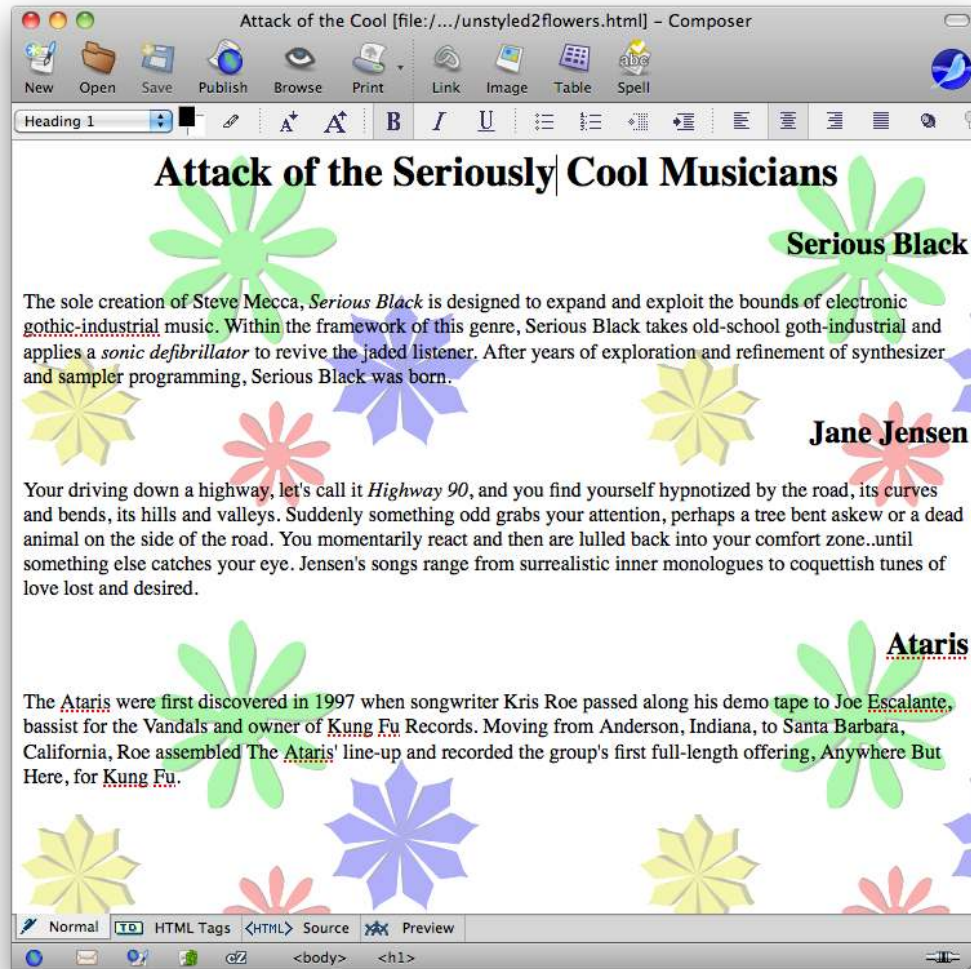 Attack of the Cool [file:/.../unstyled2flowers.html] – Composer
New Open Save Publish Browse Print Link Image Table Spell
abc
Heading 1 A A B I U
Attack of the Seriously Cool Musicians
Serious Black
The sole creation of Steve Mecca, Serious Black is designed to expand and exploit the bounds of electronic
gothic-industrial music. Within the framework of this genre, Serious Black takes old-school goth-industrial and
applies a sonic defibrillator to revive the jaded listener. After years of exploration and refinement of synthesizer
and sampler programming, Serious Black was born.
Jane Jensen
Your driving down a highway, let's call it Highway 90, and you find yourself hypnotized by the road, its curves
and bends, its hills and valleys. Suddenly something odd grabs your attention, perhaps a tree bent askew or a dead
animal on the side of the road. You momentarily react and then are lulled back into your comfort zone..until
something else catches your eye. Jensen's songs range from surrealistic inner monologues to coquettish tunes of
love lost and desired.
Ataris
The Ataris were first discovered in 1997 when songwriter Kris Roe passed along his demo tape to Joe Escalante,
bassist for the Vandals and owner of Kung Fu Records. Moving from Anderson, Indiana, to Santa Barbara,
California, Roe assembled The Ataris' line-up and recorded the group's first full-length offering, Anywhere But
Here, for Kung Fu.
Normal TD HTML Tags <HTML> Source Preview
cZ <body> <h1>